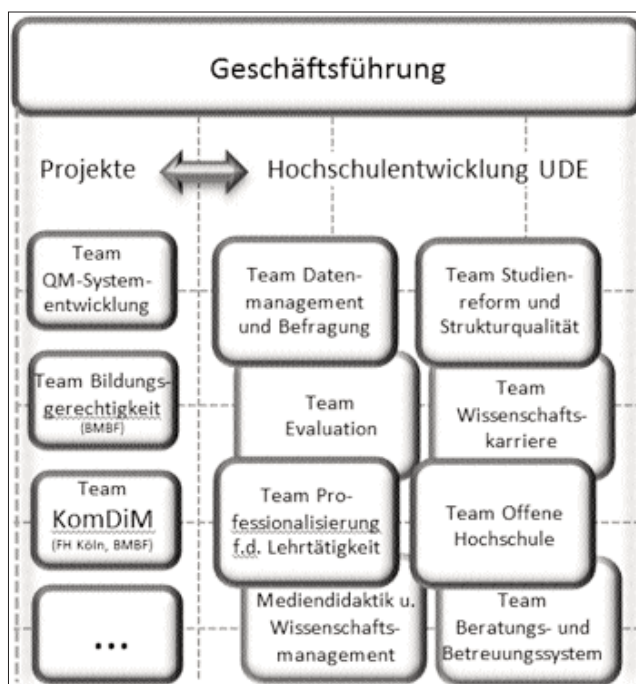 Geschäftsführung
Projekte
Hochschulentwicklung UDE
Team
QM-System-
entwicklung
Team Bildungs-
gerechtigkeit
(BMBF)
Team
KomDiM
(FH Köln, BMBF)
...
Team Daten-
management
und Befragung
Team
Evaluation
Team Pro-
fessionalisierung
f.d. Lehrtätigkeit
Mediendidaktik u.
Wissenschafts-
management
Team Studien-
reform und
Strukturqualität
Team
Wissenschafts-
karriere
Team Offene
Hochschule
Team
Beratungs- und
Betreuungssystem